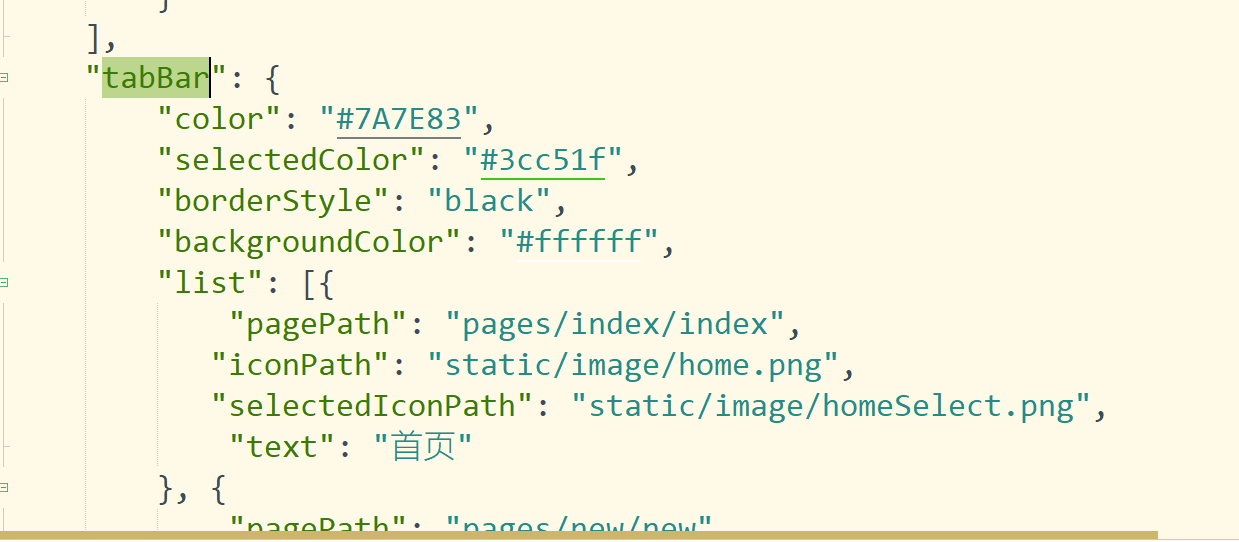 }
],
"tabBar": {
"color": "#7A7E83",
"selectedColor": "#3cc51f",
"borderStyle": "black",
"backgroundColor": "#ffffff",
"list": [{
"pagePath": "pages/index/index",
"iconPath": "static/image/home.png",
"selectedIconPath": "static/image/homeSelect.png",
"text": "首页"
}, {
"pagePath": "pages/new/new"